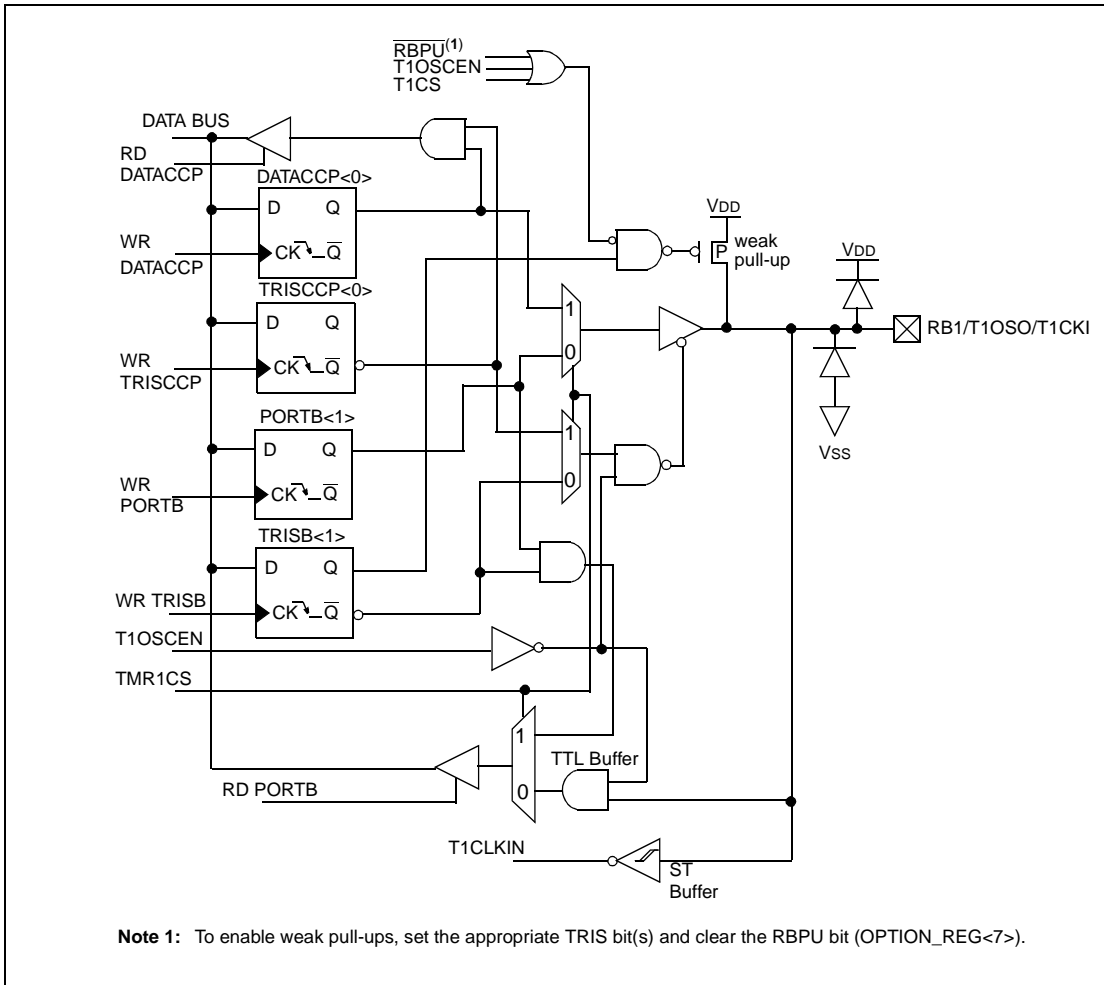 R̅B̅P̅U̅(1)
T1OSCEN
T1CS
DATA BUS
RD
DATACCP
DATACCP<0>
D Q
WR
DATACCP
CK Q̅
VDD
P
weak
pull-up
VDD
TRISCCP<0>
D Q
WR
TRISCCP
CK Q̅
1
0
RB1/T1OSO/T1CKI
PORTB<1>
D Q
WR
PORTB
CK Q̅
1
0
VSS
TRISB<1>
D Q
WR TRISB
CK Q̅
T1OSCEN
TMR1CS
1
0
TTL Buffer
RD PORTB
T1CLKIN
ST
Buffer
Note 1: To enable weak pull-ups, set the appropriate TRIS bit(s) and clear the RBPU bit (OPTION_REG<7>).